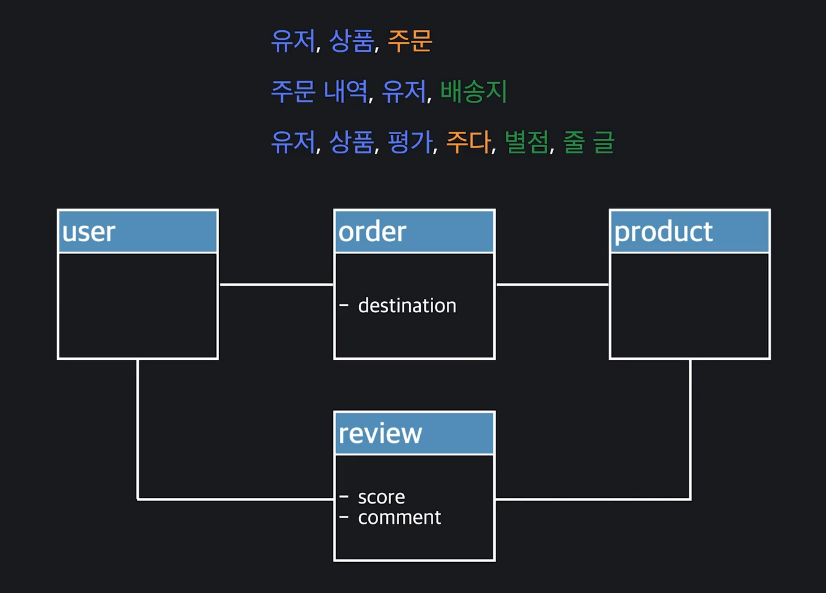 유저, 상품, 주문
주문 내역, 유저, 배송지
유저, 상품, 평가, 주다, 별점, 줄 글
user
order
product
- destination
review
- score
- comment